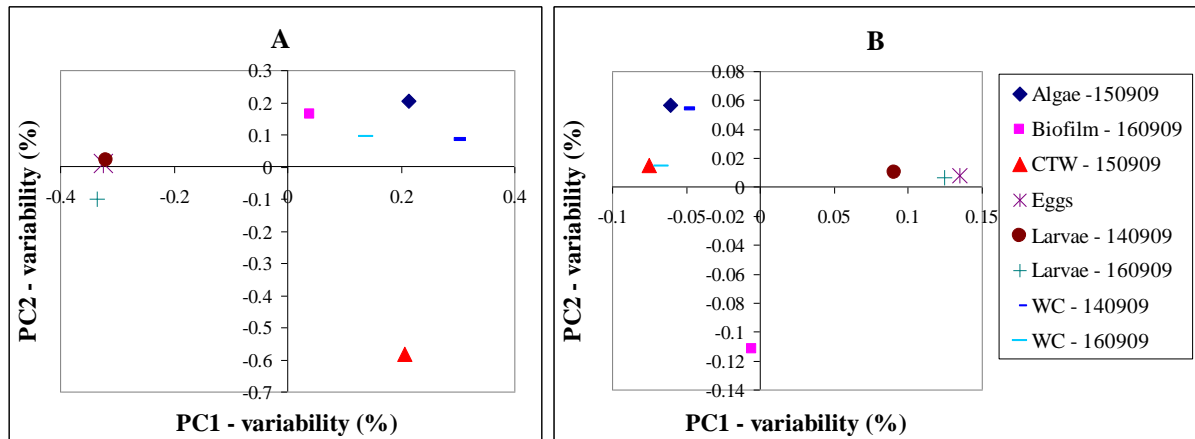 A
PC2 - variability (%)
0.3
0.2
0.1
0
-0.1
-0.2
-0.3
-0.4
-0.5
-0.6
-0.7
-0.4
-0.2
0
0.2
0.4
PC1 - variability (%)
B
PC2 - variability (%)
0.08
0.06
0.04
0.02
0
-0.02
-0.04
-0.06
-0.08
-0.1
-0.12
-0.14
-0.1
-0.05
0
0.05
0.1
0.15
PC1 - variability (%)
Algae -150909
Biofilm - 160909
CTW - 150909
Eggs
Larvae - 140909
Larvae - 160909
WC - 140909
WC - 160909